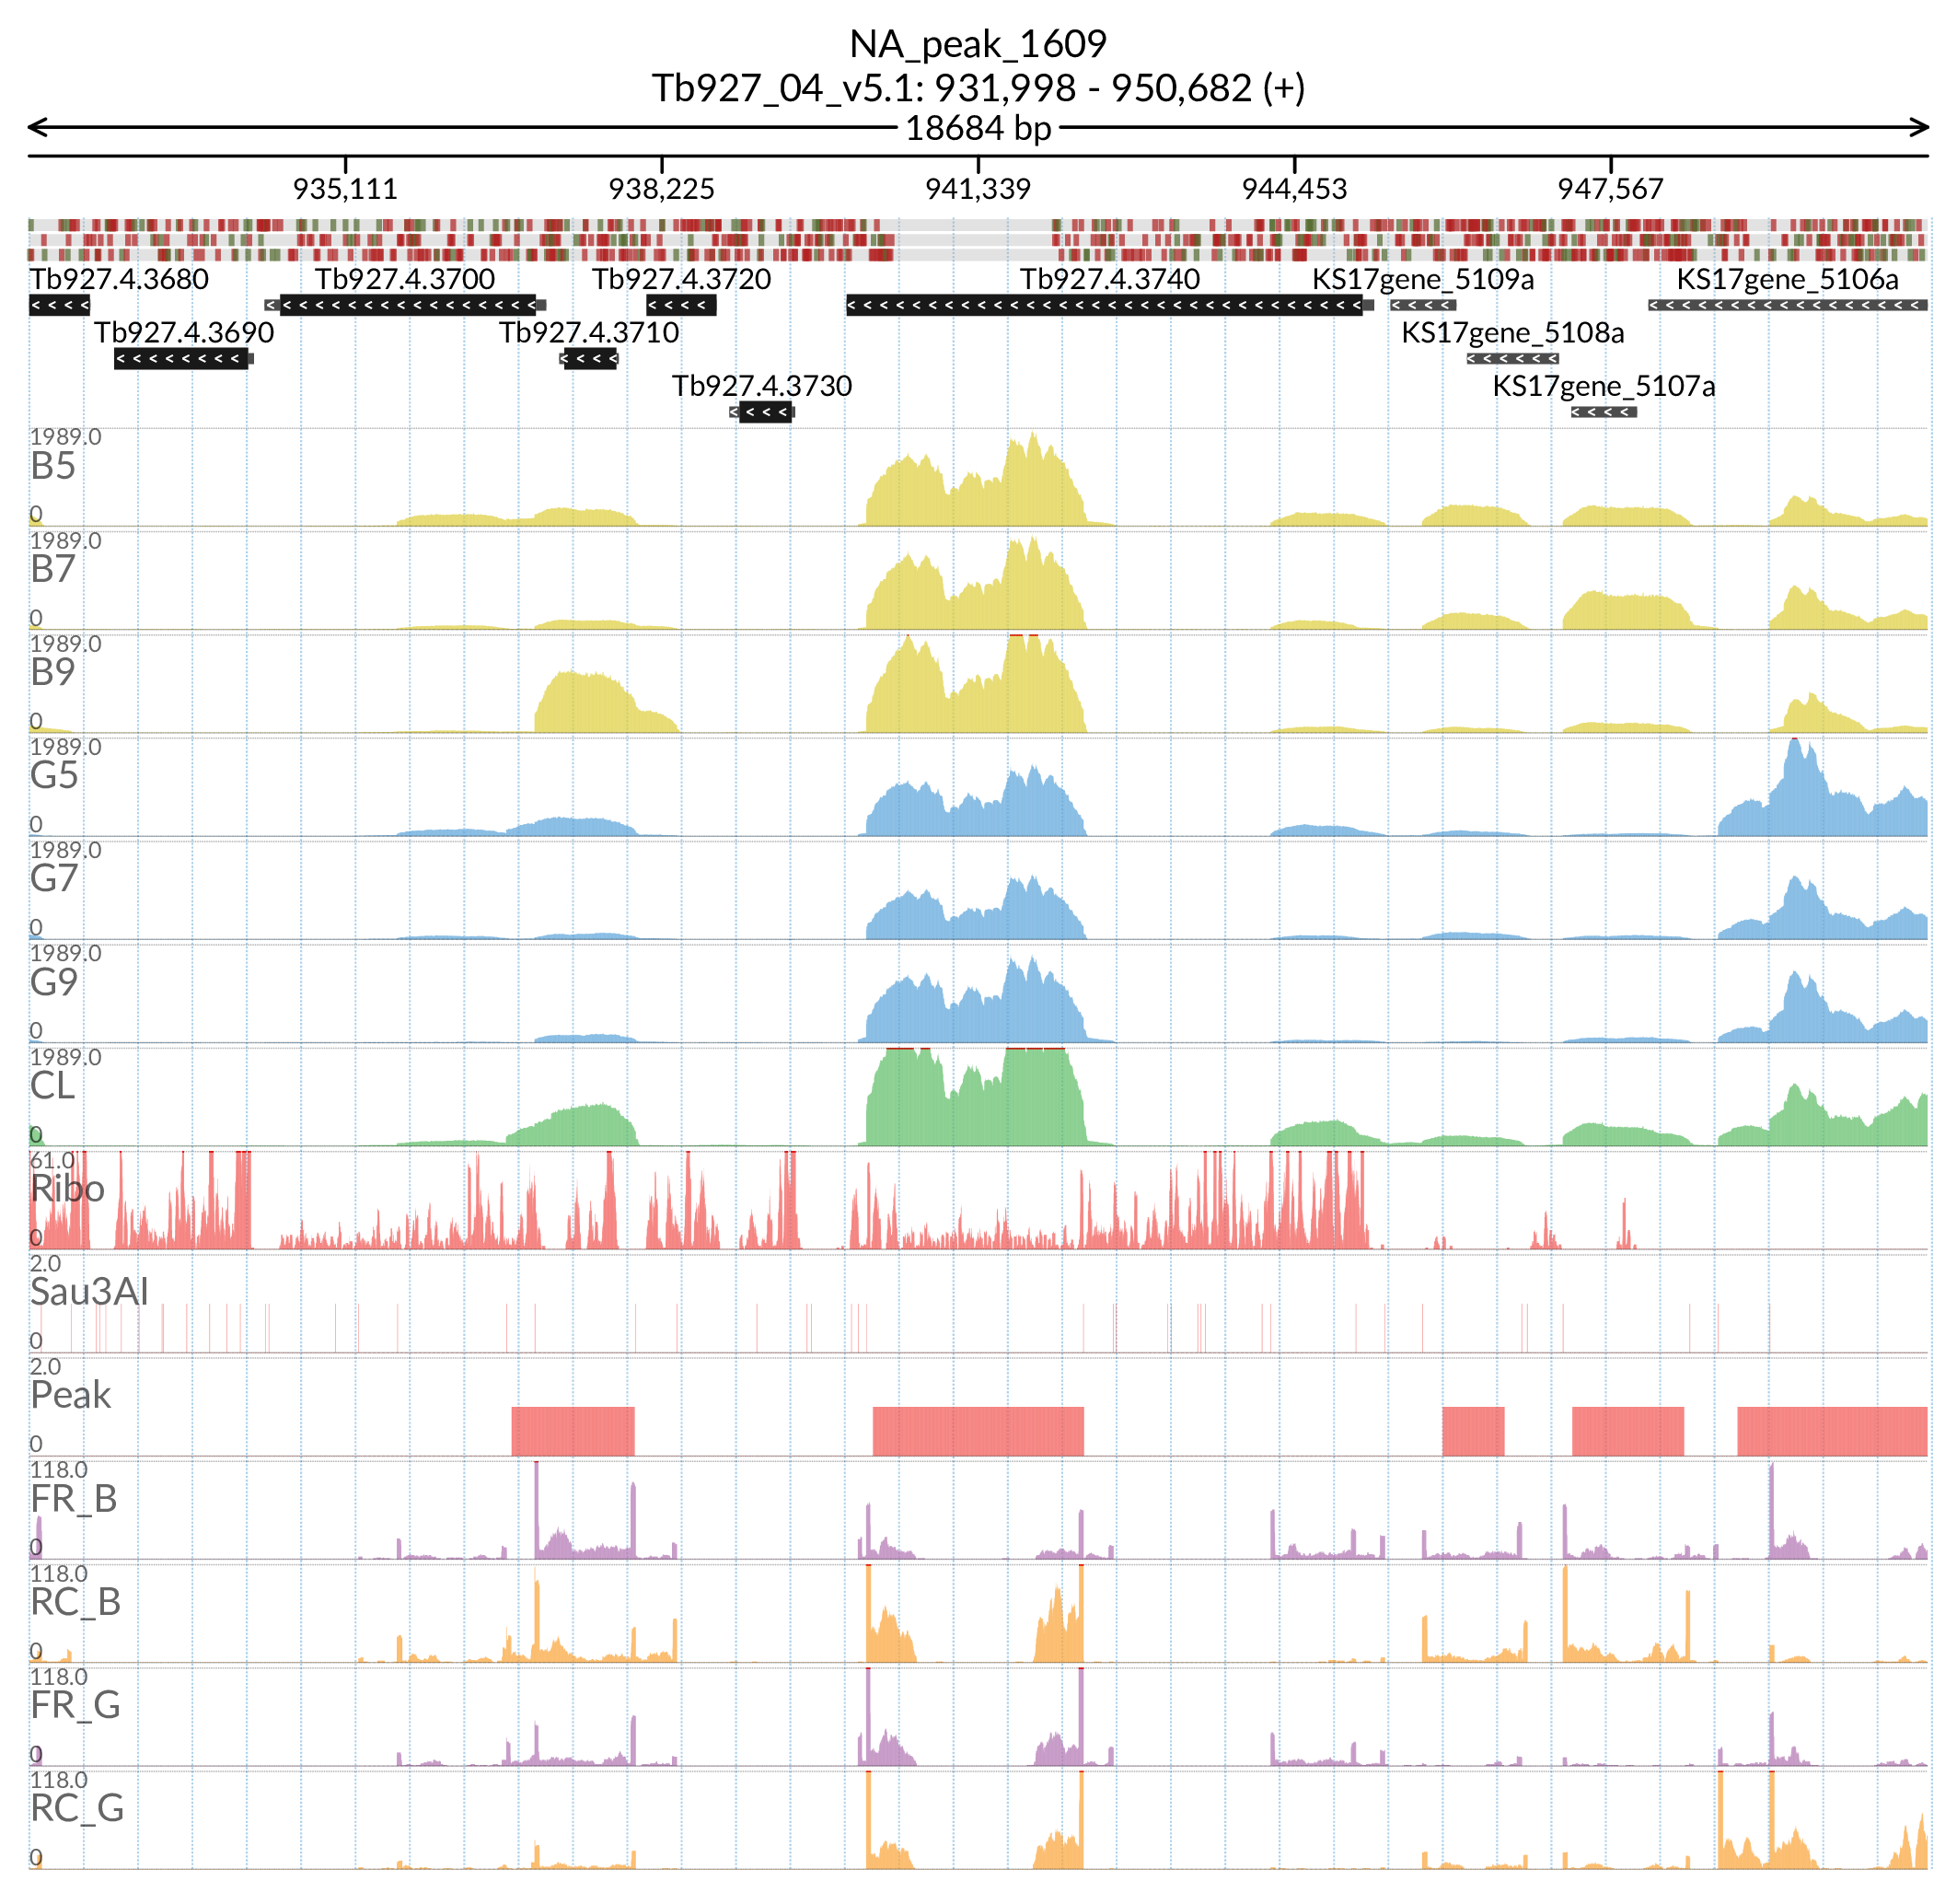 NA_peak_1609
Tb927_04_v5.1: 931,998 - 950,682 (+)
18684 bp
935,111 938,225 941,339 944,453 947,567
Tb927.4.3680 Tb927.4.3700 Tb927.4.3720 Tb927.4.3740 KS17gene_5109a KS17gene_5106a
Tb927.4.3690 Tb927.4.3710 KS17gene_5108a
Tb927.4.3730 KS17gene_5107a
1989.0
B5
0
1989.0
B7
0
1989.0
B9
0
1989.0
G5
0
1989.0
G7
0
1989.0
G9
0
1989.0
CL
0
61.0
Ribo
0
2.0
Sau3AI
0
2.0
Peak
0
118.0
FR_B
0
118.0
RC_B
0
118.0
FR_G
0
118.0
RC_G
0